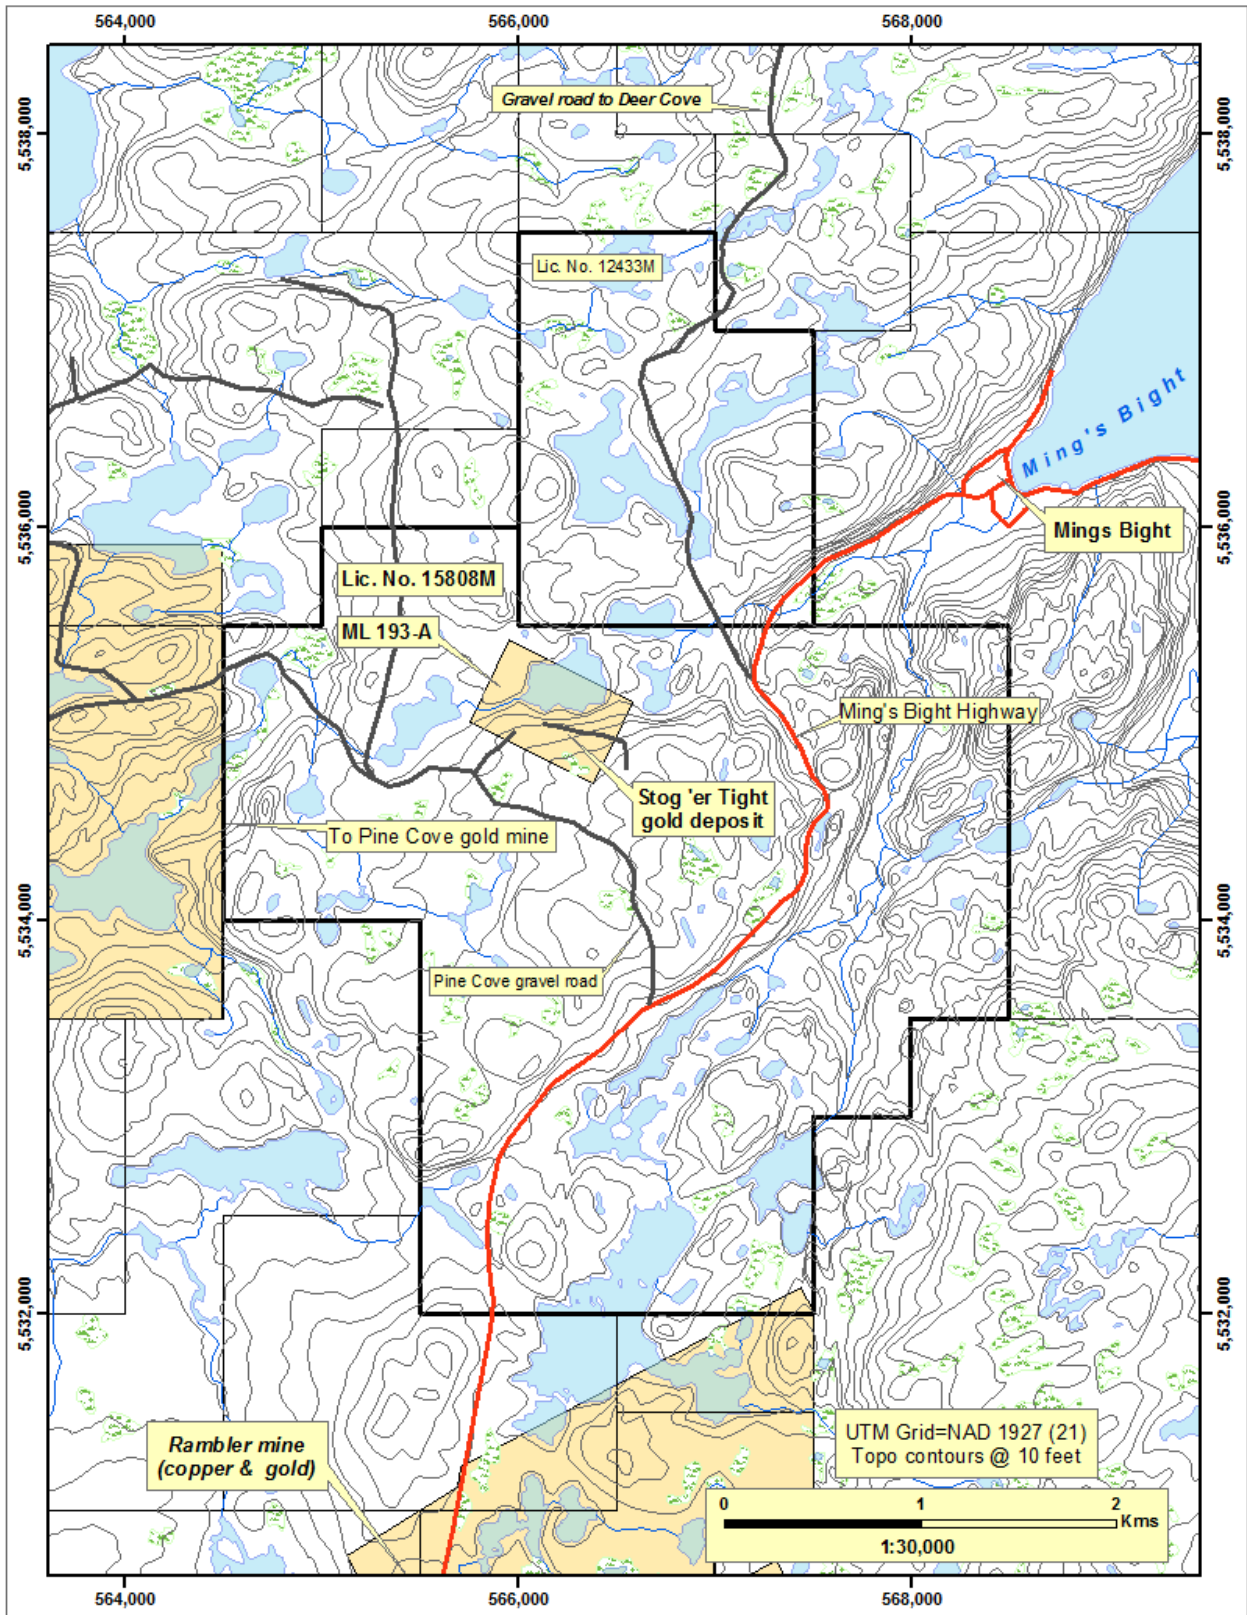 564,000
566,000
568,000
Gravel road to Deer Cove
5,538,000
5,538,000
Lic. No. 12433M
Ming's Bight
5,536,000
5,536,000
Mings Bight
Lic. No. 15808M
ML 193-A
Ming's Bight Highway
Stog 'er Tight
gold deposit
To Pine Cove gold mine
5,534,000
5,534,000
Pine Cove gravel road
5,532,000
5,532,000
Rambler mine
(copper & gold)
UTM Grid=NAD 1927 (21)
Topo contours @ 10 feet
0
1
2
Kms
1:30,000
564,000
566,000
568,000